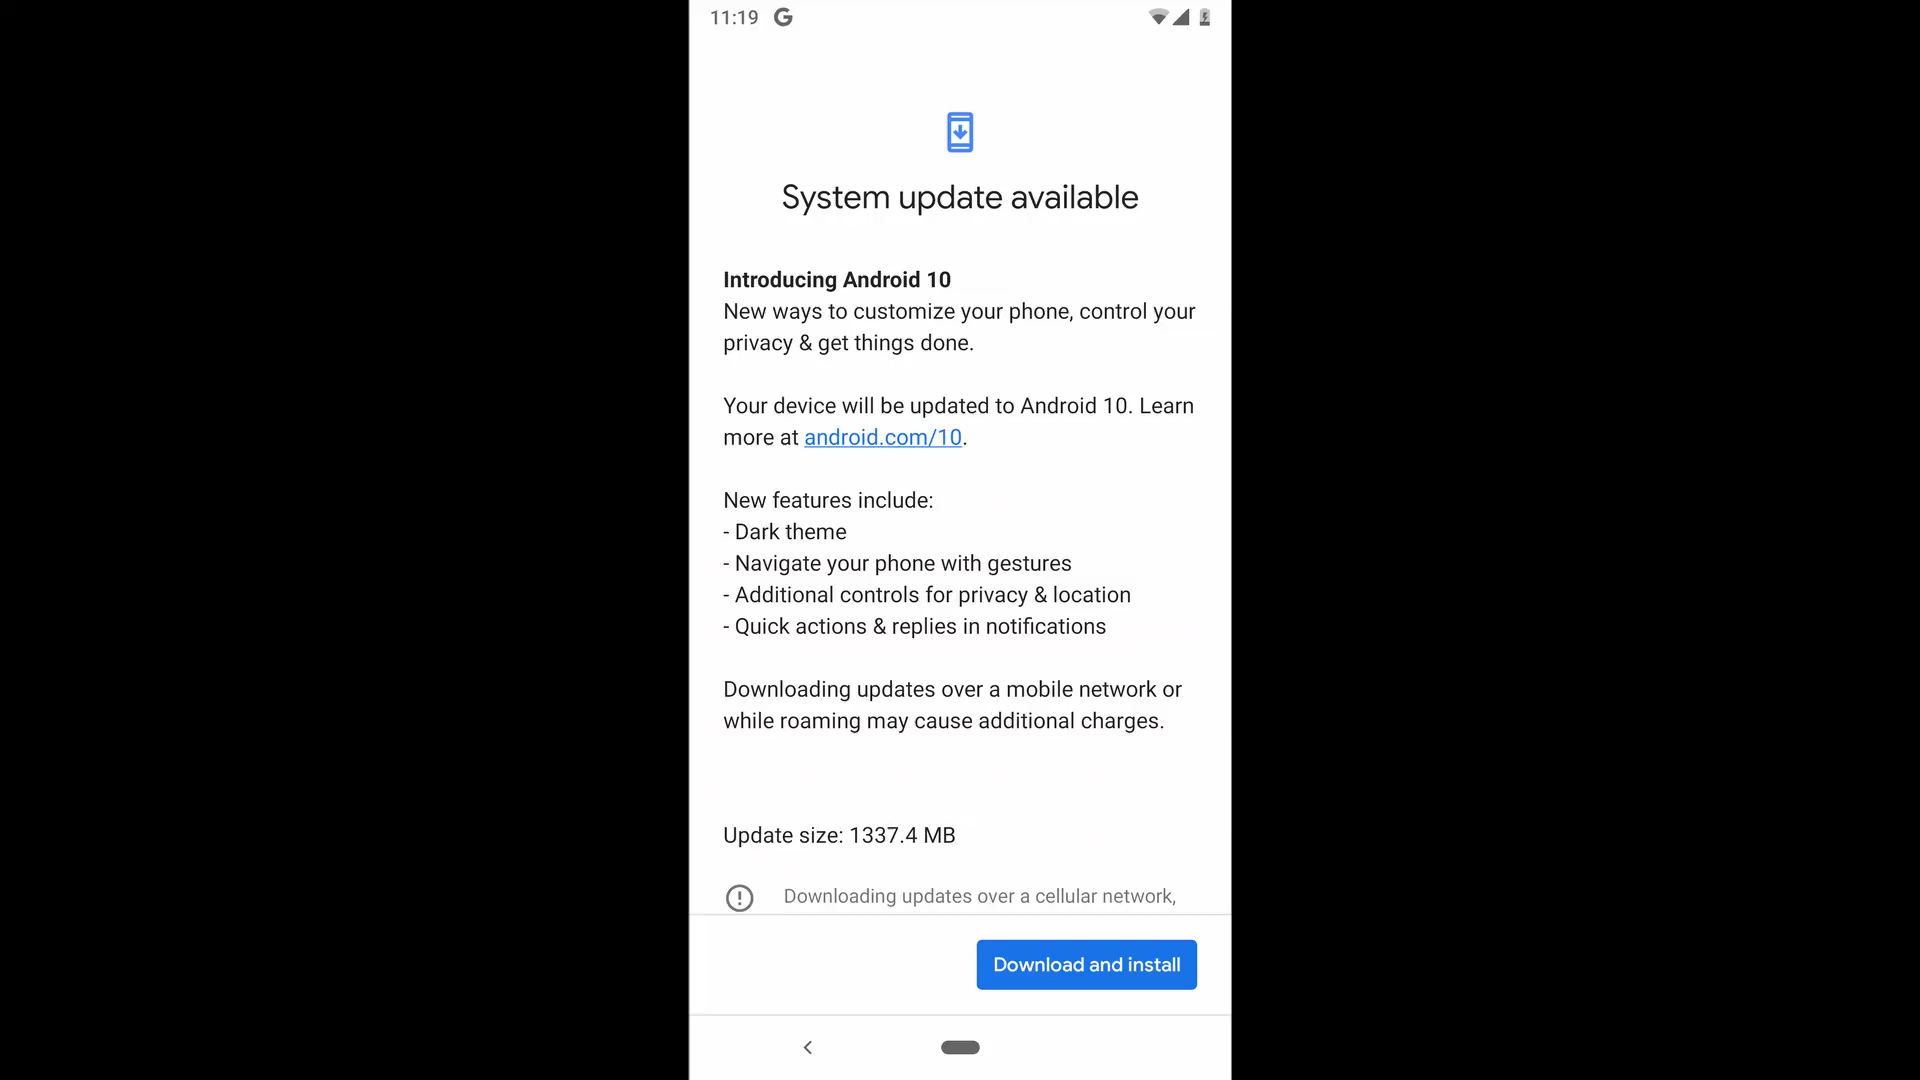 11:19 G
System update available
Introducing Android 10
New ways to customize your phone, control your
privacy & get things done.
Your device will be updated to Android 10. Learn
more at android.com/10.
New features include:
- Dark theme
- Navigate your phone with gestures
- Additional controls for privacy & location
- Quick actions & replies in notifications
Downloading updates over a mobile network or
while roaming may cause additional charges.
Update size: 1337.4 MB
Downloading updates over a cellular network,
Download and install